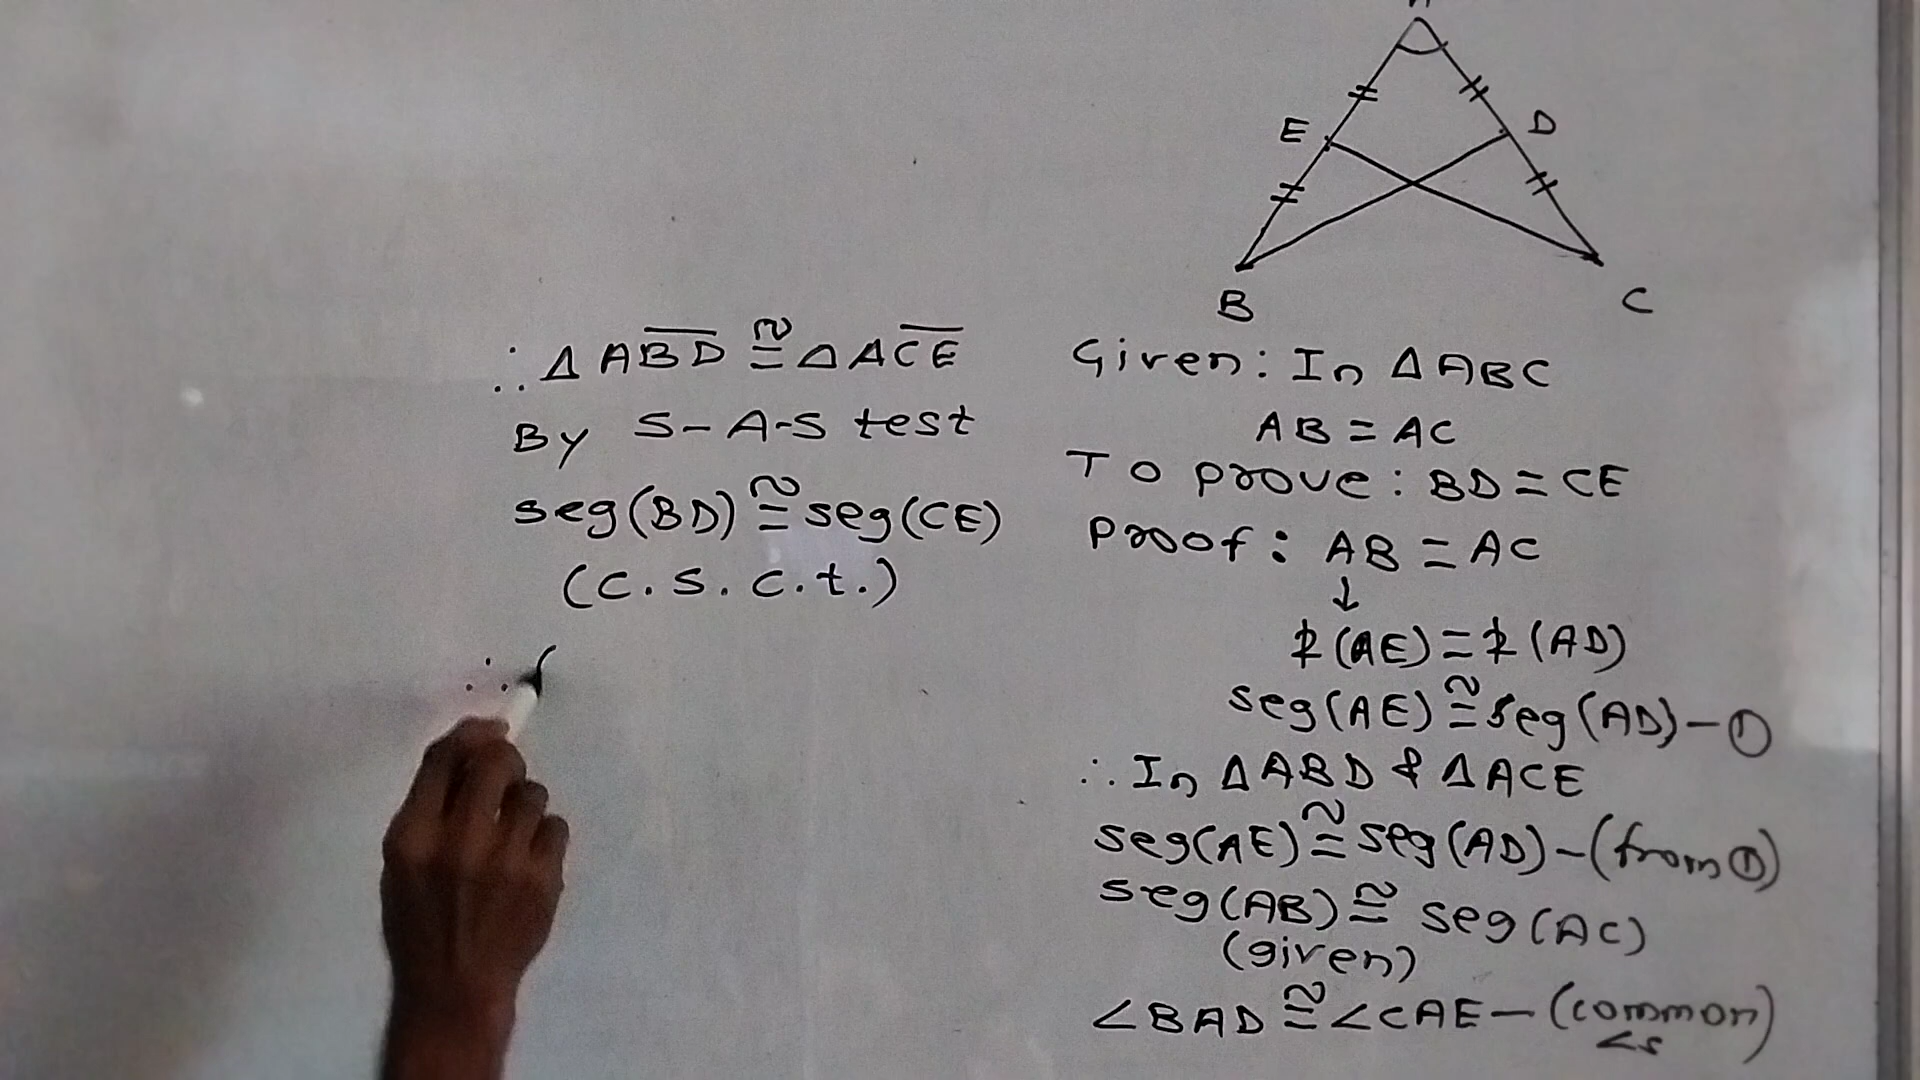 E
D
B
C
Given: In △ABC
AB = AC
To prove: BD = CE
Proof: AB = AC
↓
2(AE) = 2(AD)
seg(AE) ≅ seg(AD) - ①
∴ In △ABD & △ACE
seg(AE) ≅ seg(AD) - (from ①)
seg(AB) ≅ seg(AC)
(given)
∠BAD ≅ ∠CAE - (common)
∠s
∴ △ABD ≅ △ACE
By S-A-S test
seg(BD) ≅ seg(CE)
(c.s.c.t.)
∴ (